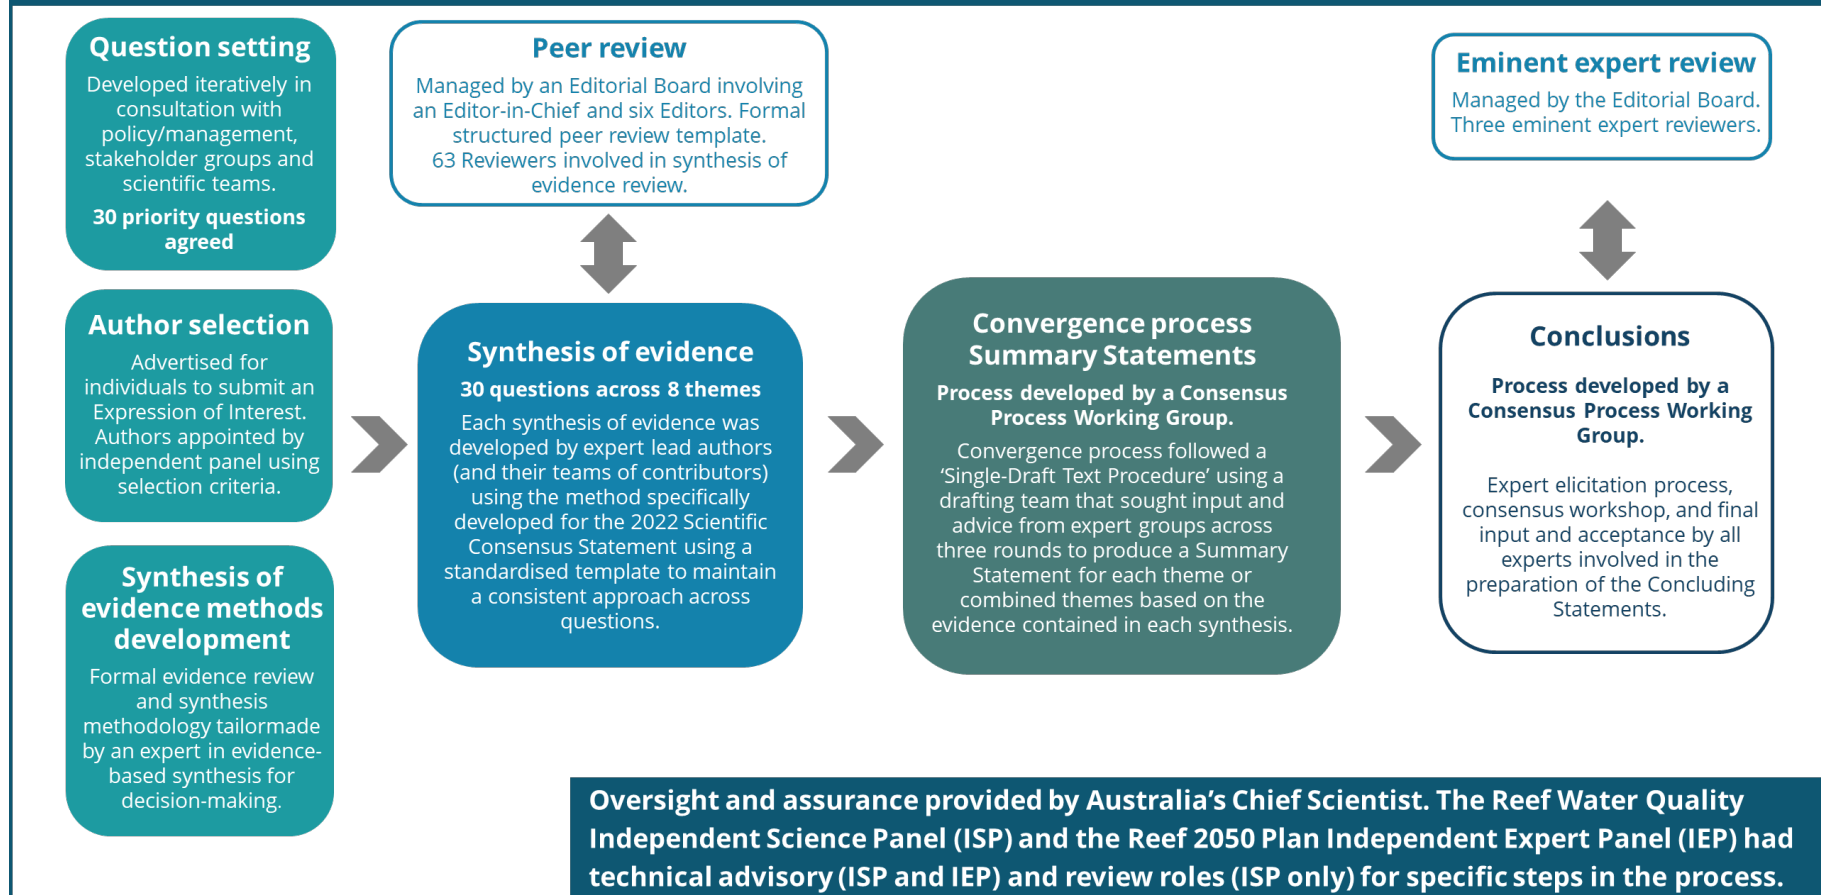 Question setting
Developed iteratively in
consultation with
policy/management,
stakeholder groups and
scientific teams.
30 priority questions
agreed
Author selection
Advertised for
individuals to submit an
Expression of Interest.
Authors appointed by
independent panel using
selection criteria.
Synthesis of
evidence methods
development
Formal evidence review
and synthesis
methodology tailormade
by an expert in evidence-
based synthesis for
decision-making.
Peer review
Managed by an Editorial Board involving
an Editor-in-Chief and six Editors. Formal
structured peer review template.
63 Reviewers involved in synthesis of
evidence review.
Synthesis of evidence
30 questions across 8 themes
Each synthesis of evidence was
developed by expert lead authors
(and their teams of contributors)
using the method specifically
developed for the 2022 Scientific
Consensus Statement using a
standardised template to maintain
a consistent approach across
questions.
Convergence process
Summary Statements
Process developed by a Consensus
Process Working Group.
Convergence process followed a
‘Single-Draft Text Procedure’ using a
drafting team that sought input and
advice from expert groups across
three rounds to produce a Summary
Statement for each theme or
combined themes based on the
evidence contained in each synthesis.
Eminent expert review
Managed by the Editorial Board.
Three eminent expert reviewers.
Conclusions
Process developed by a
Consensus Process Working
Group.
Expert elicitation process,
consensus workshop, and final
input and acceptance by all
experts involved in the
preparation of the Concluding
Statements.
Oversight and assurance provided by Australia’s Chief Scientist. The Reef Water Quality
Independent Science Panel (ISP) and the Reef 2050 Plan Independent Expert Panel (IEP) had
technical advisory (ISP and IEP) and review roles (ISP only) for specific steps in the process.